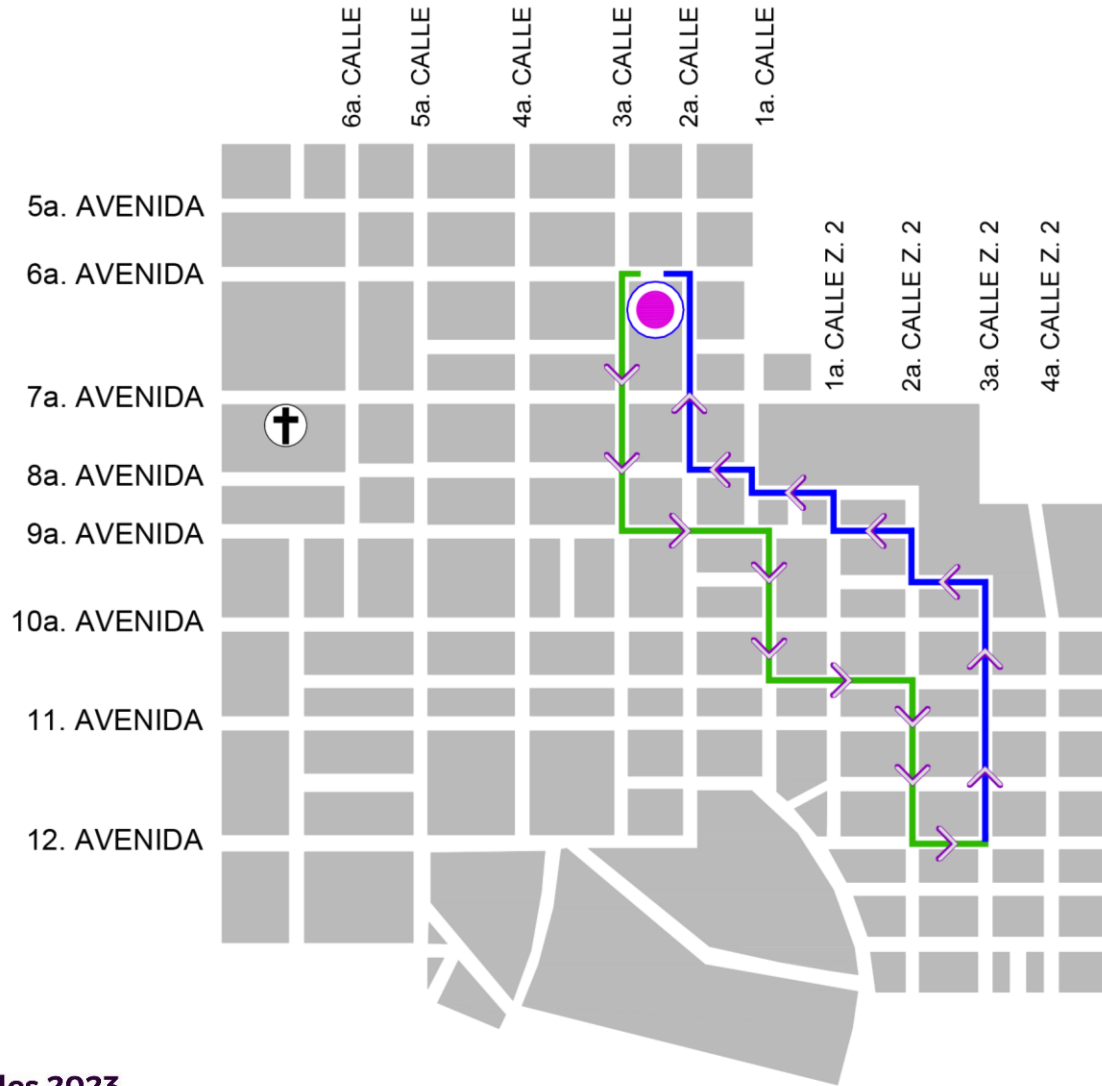 6a. CALLE
5a. CALLE
4a. CALLE
3a. CALLE
2a. CALLE
1a. CALLE
5a. AVENIDA
6a. AVENIDA
7a. AVENIDA
8a. AVENIDA
9a. AVENIDA
10a. AVENIDA
11. AVENIDA
12. AVENIDA
1a. CALLE Z. 2
2a. CALLE Z. 2
3a. CALLE Z. 2
4a. CALLE Z. 2
2023